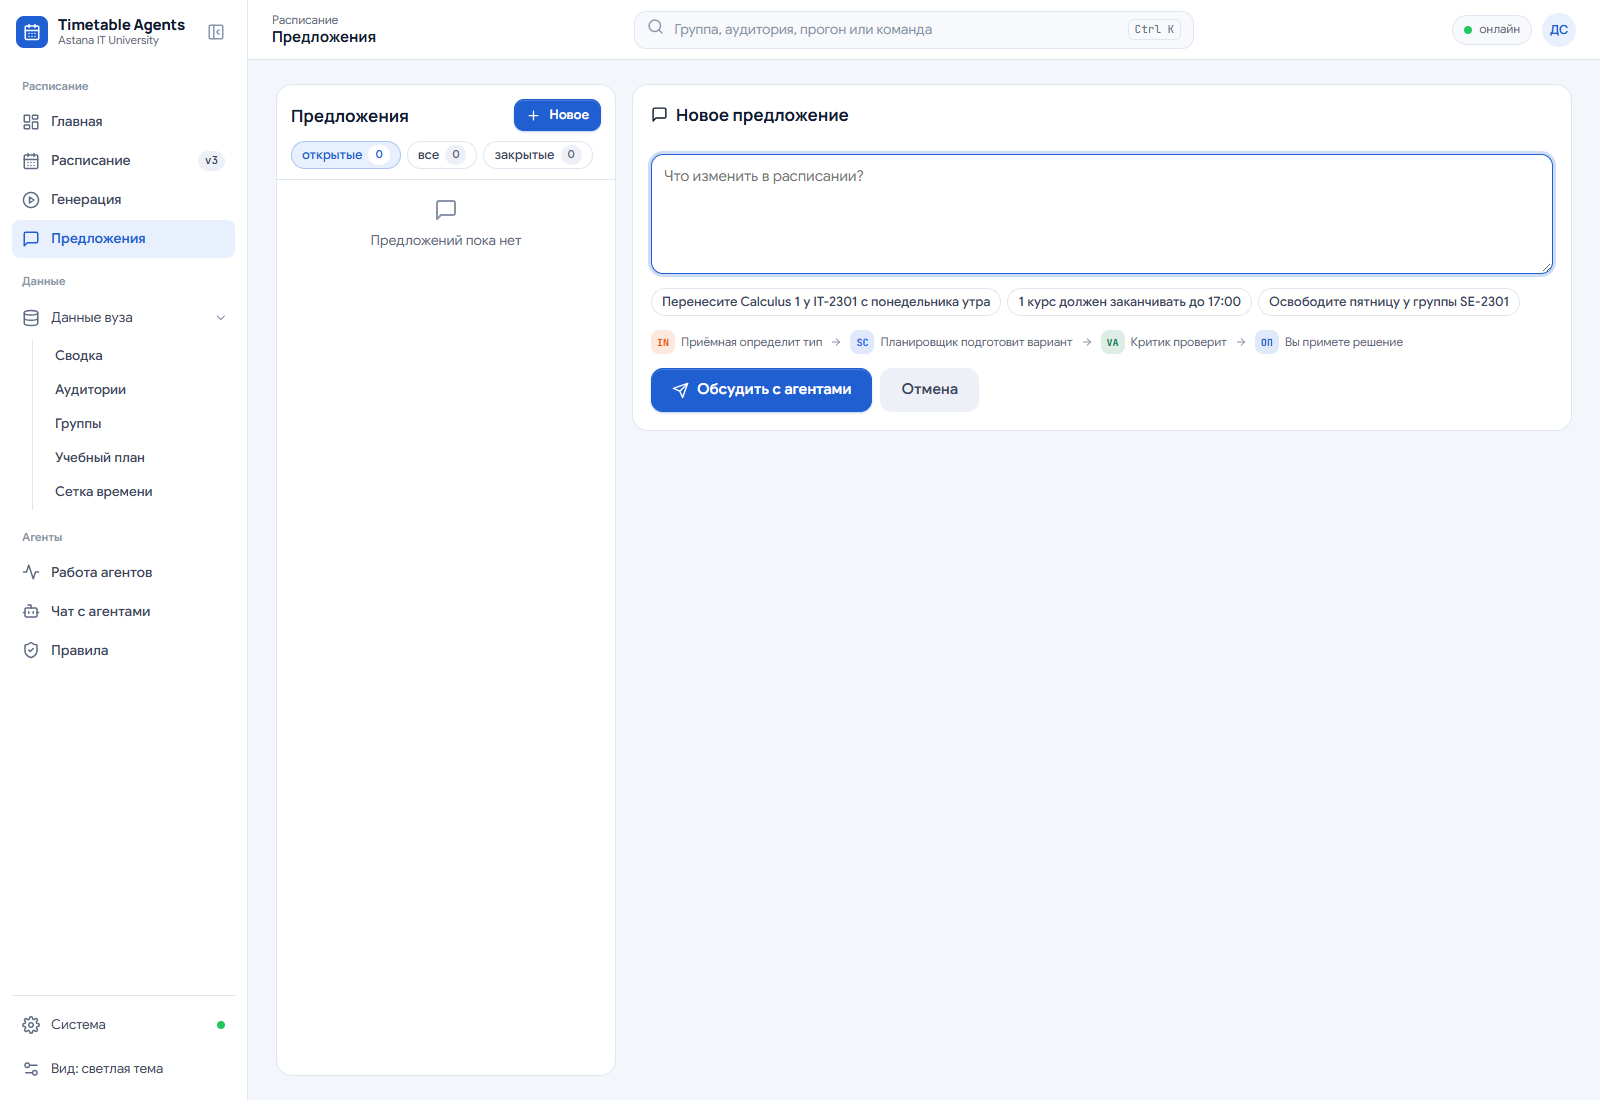 Timetable Agents
Astana IT University
Расписание
Главная
Расписание v3
Генерация
Предложения
Данные
Данные вуза
Сводка
Аудитории
Группы
Учебный план
Сетка времени
Агенты
Работа агентов
Чат с агентами
Правила
Система
Вид: светлая тема
Расписание
Предложения
Группа, аудитория, прогон или команда Ctrl K
онлайн ДС
Предложения
Новое
открытые 0 все 0 закрытые 0
Предложений пока нет
Новое предложение
Что изменить в расписании?
Перенесите Calculus 1 у IT-2301 с понедельника утра 1 курс должен заканчивать до 17:00 Освободите пятницу у группы SE-2301
IN Приёмная определит тип → SC Планировщик подготовит вариант → VA Критик проверит → ОП Вы примете решение
Обсудить с агентами Отмена